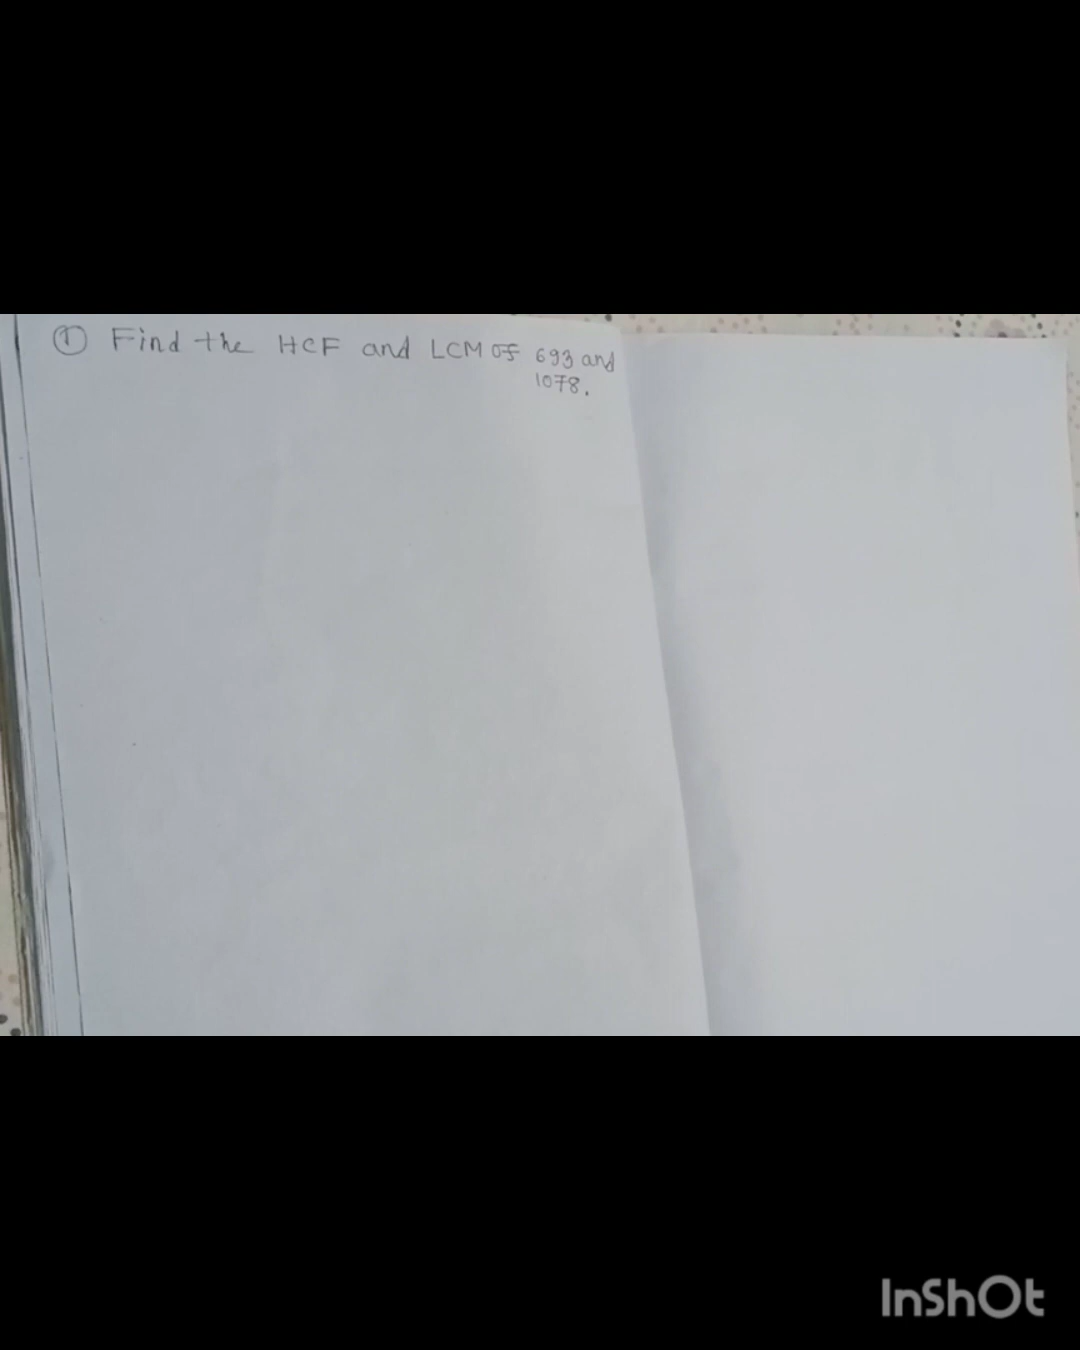 ① Find the HCF and LCM of 693 and
1078.
InShOt